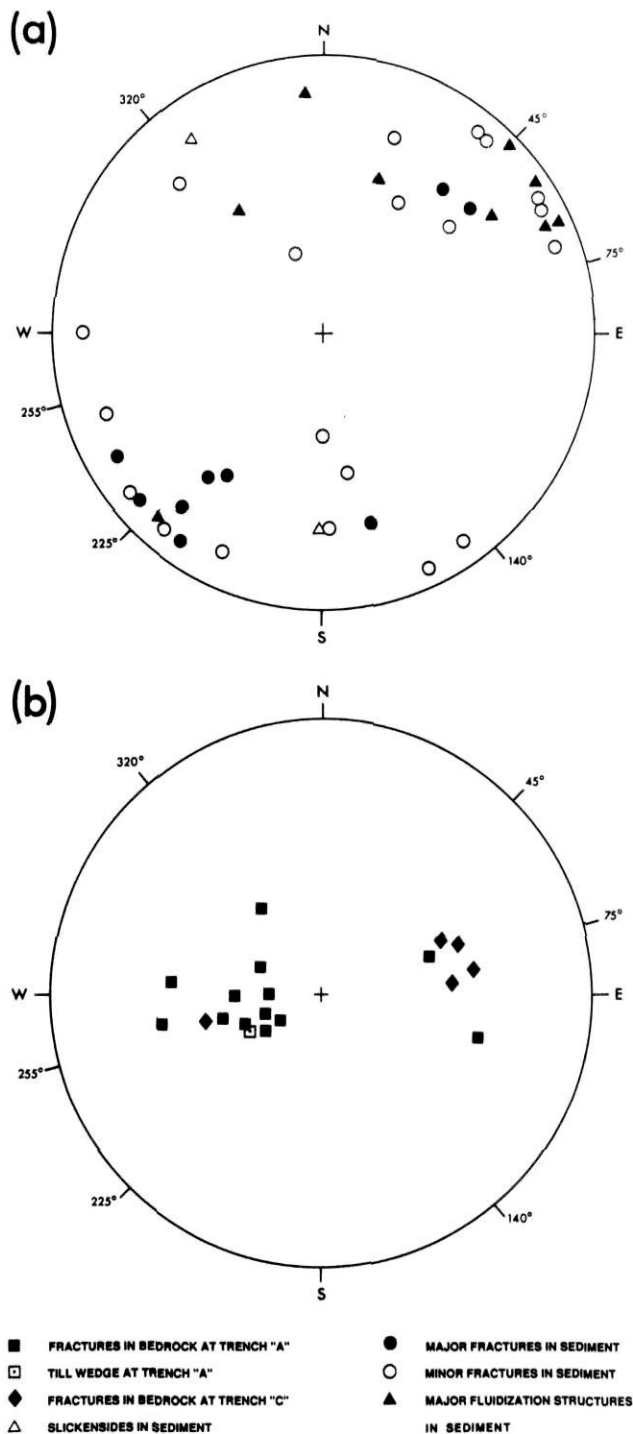 (a)
N
320°
45°
75°
W
E
255°
225°
140°
S
(b)
N
320°
45°
75°
W
E
255°
225°
140°
S
FRACTURES IN BEDROCK AT TRENCH "A"
TILL WEDGE AT TRENCH "A"
FRACTURES IN BEDROCK AT TRENCH "C"
SLICKENSIDES IN SEDIMENT
MAJOR FRACTURES IN SEDIMENT
MINOR FRACTURES IN SEDIMENT
MAJOR FLUIDIZATION STRUCTURES
IN SEDIMENT